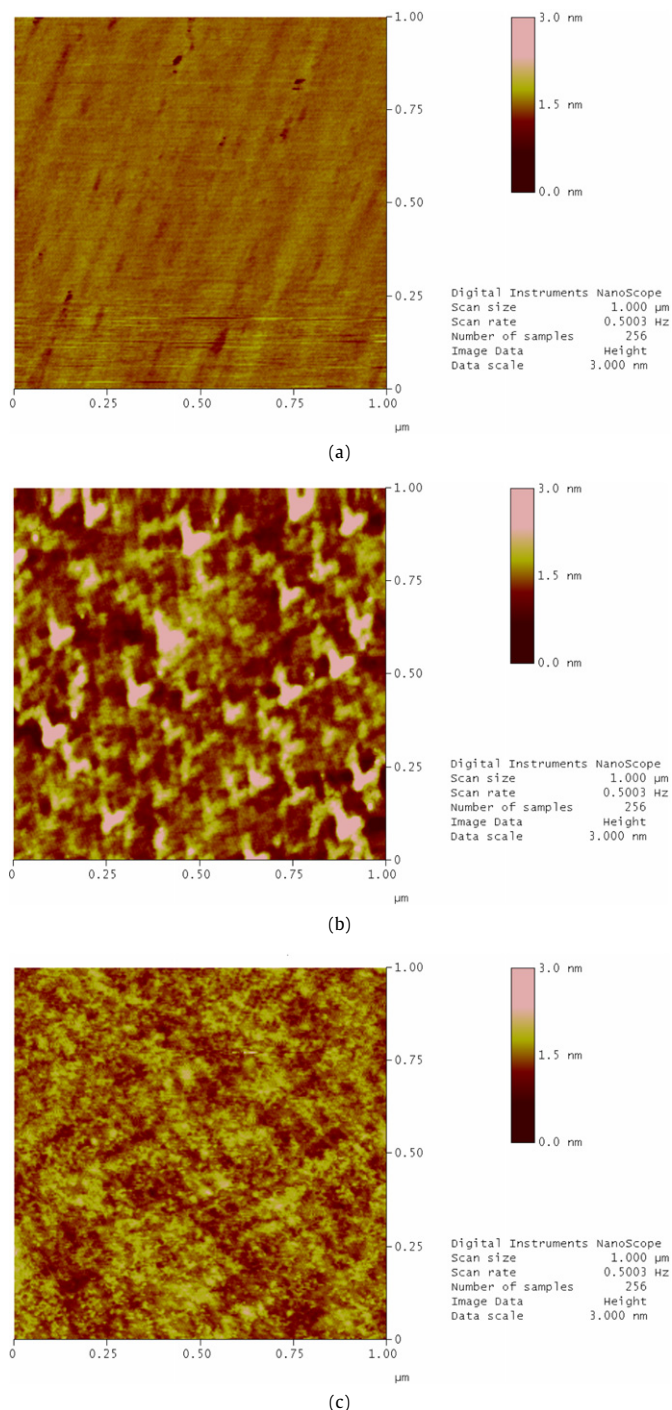 1.00
3.0 nm
0.75
1.5 nm
0.50
0.0 nm
0.25
Digital Instruments NanoScope
Scan size 1.000 µm
Scan rate 0.5003 Hz
Number of samples 256
Image Data Height
Data scale 3.000 nm
0
0 0.25 0.50 0.75 1.00
µm
(a)
1.00
3.0 nm
0.75
1.5 nm
0.50
0.0 nm
0.25
Digital Instruments NanoScope
Scan size 1.000 µm
Scan rate 0.5003 Hz
Number of samples 256
Image Data Height
Data scale 3.000 nm
0
0 0.25 0.50 0.75 1.00
µm
(b)
1.00
3.0 nm
0.75
1.5 nm
0.50
0.0 nm
0.25
Digital Instruments NanoScope
Scan size 1.000 µm
Scan rate 0.5003 Hz
Number of samples 256
Image Data Height
Data scale 3.000 nm
0
0 0.25 0.50 0.75 1.00
µm
(c)